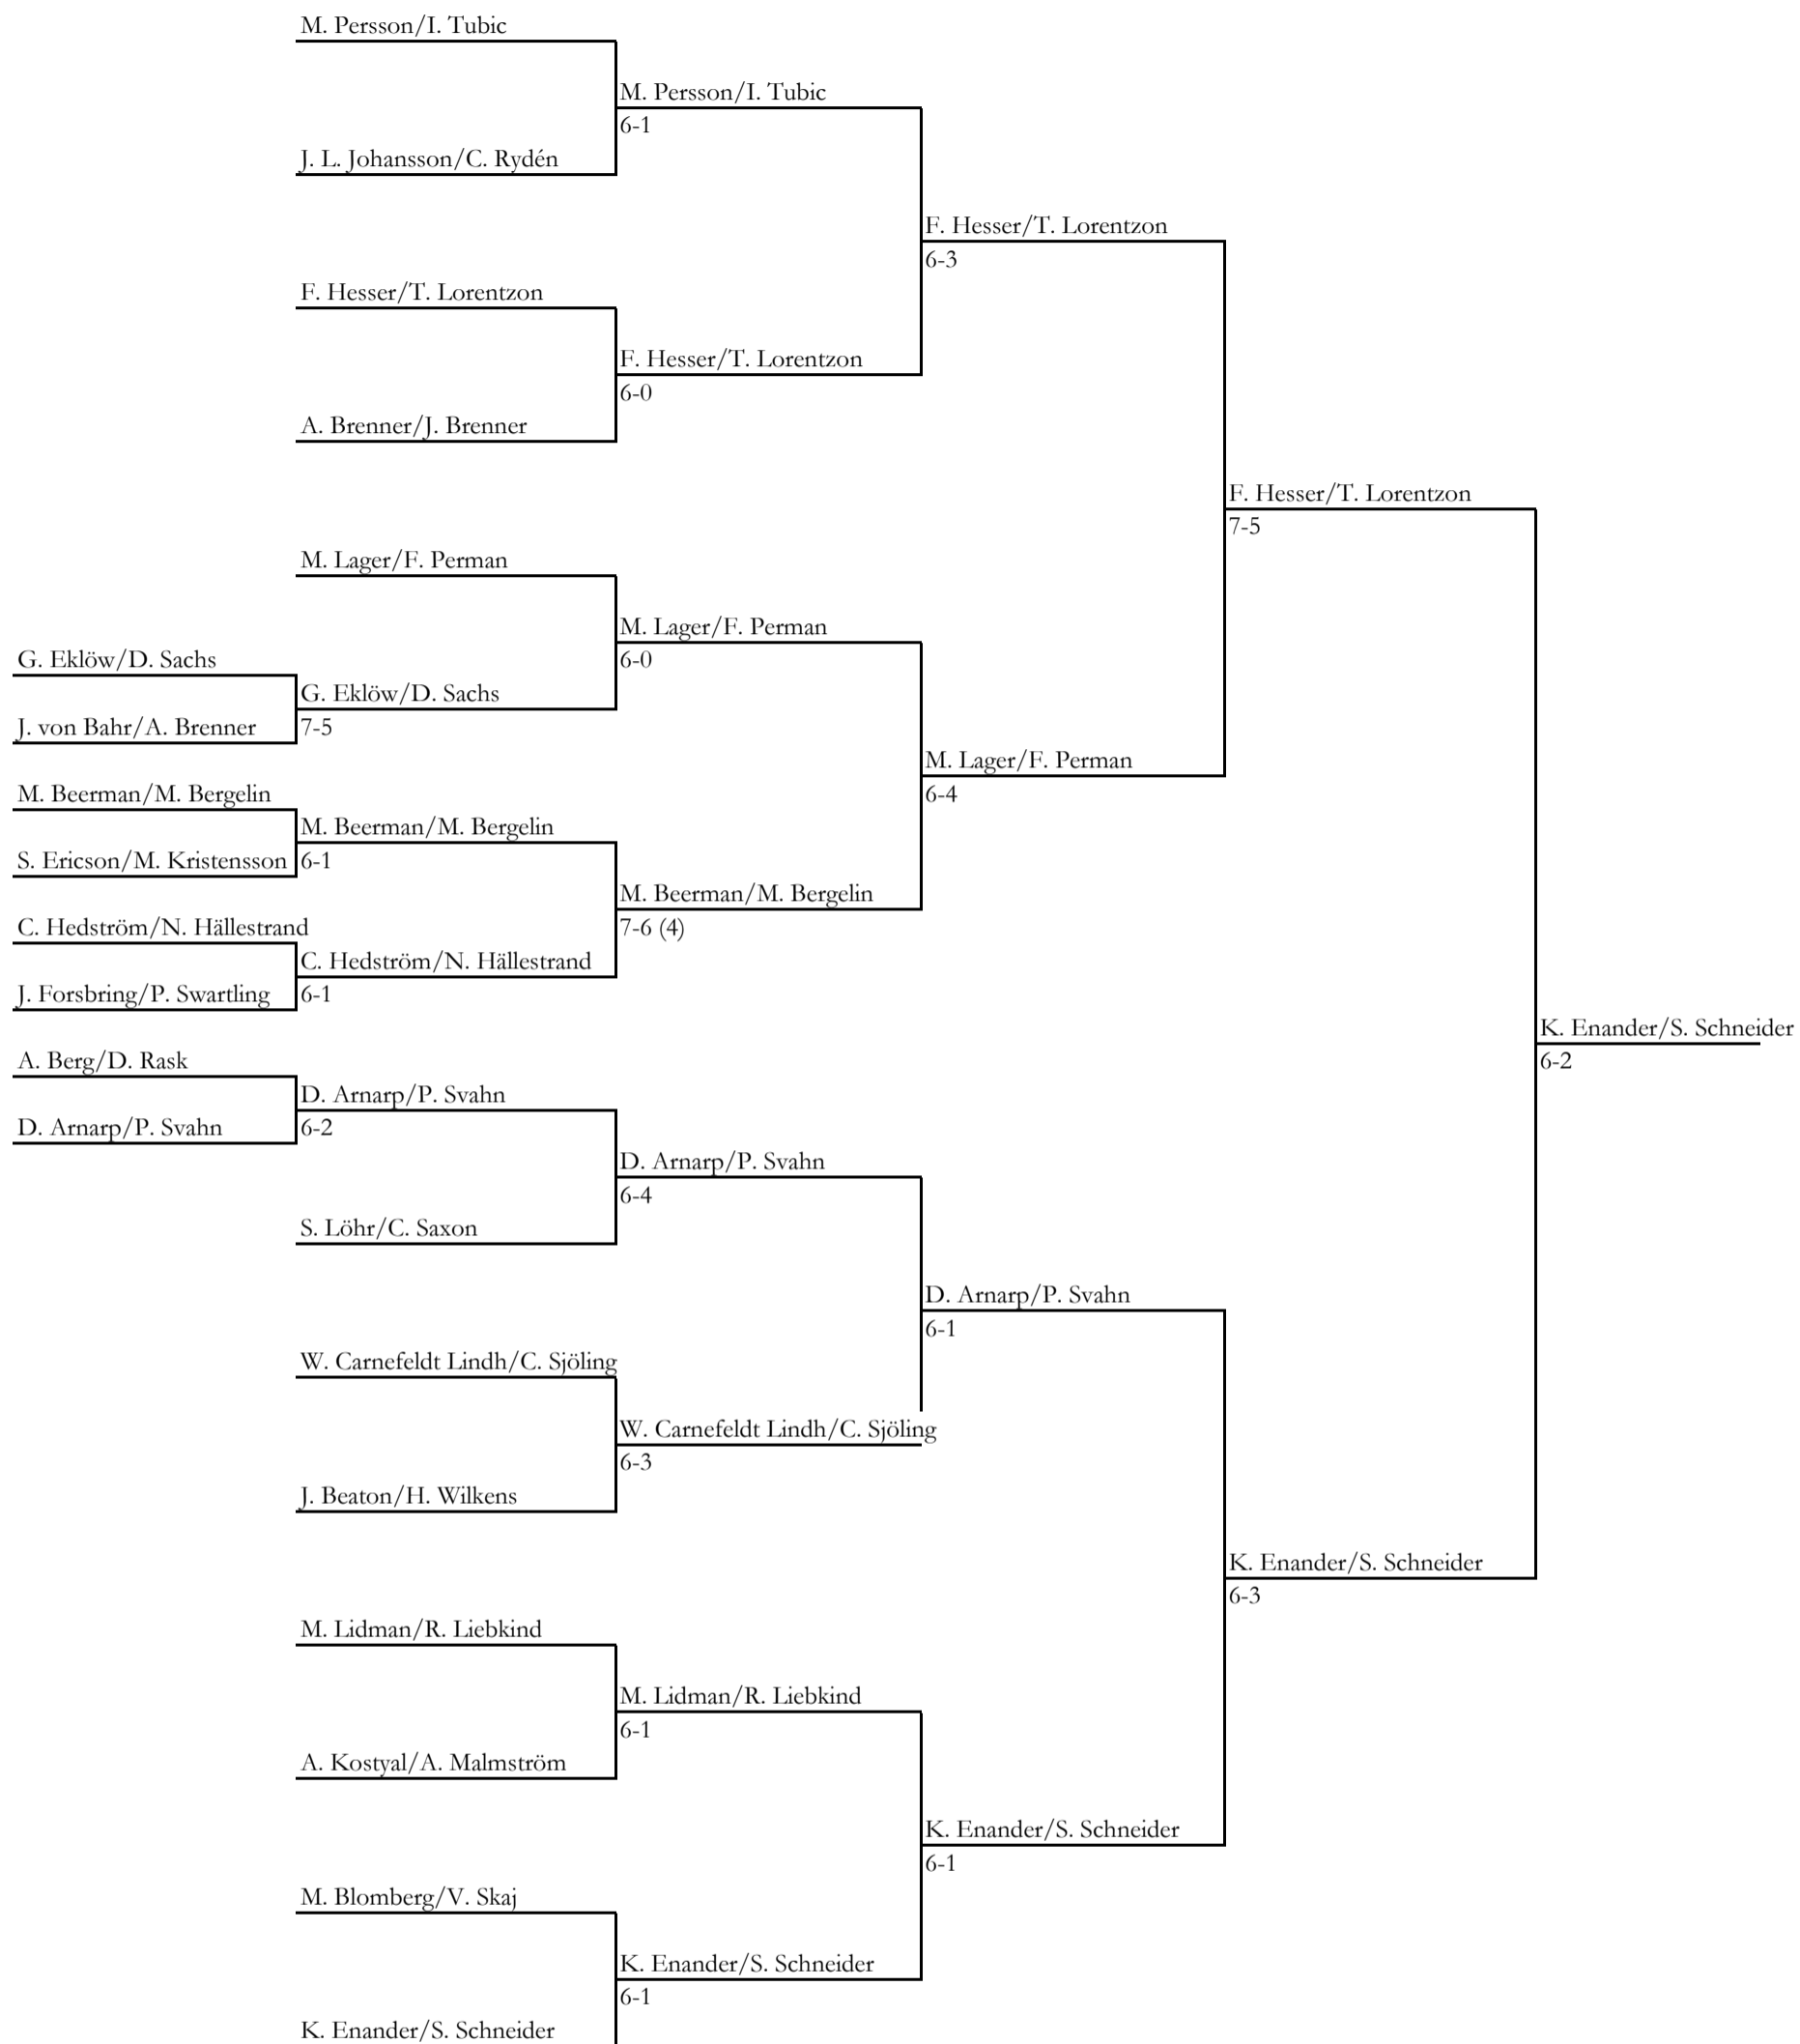 M. Persson/I. Tubic
M. Persson/I. Tubic
6-1
J. L. Johansson/C. Rydén
F. Hesser/T. Lorentzon
6-3
F. Hesser/T. Lorentzon
F. Hesser/T. Lorentzon
6-0
A. Brenner/J. Brenner
F. Hesser/T. Lorentzon
7-5
M. Lager/F. Perman
M. Lager/F. Perman
6-0
G. Eklöw/D. Sachs
G. Eklöw/D. Sachs
J. von Bahr/A. Brenner
7-5
M. Lager/F. Perman
6-4
M. Beerman/M. Bergelin
M. Beerman/M. Bergelin
S. Ericson/M. Kristensson
6-1
M. Beerman/M. Bergelin
7-6 (4)
C. Hedström/N. Hällestrand
C. Hedström/N. Hällestrand
J. Forsbring/P. Swartling
6-1
K. Enander/S. Schneider
6-2
A. Berg/D. Rask
D. Arnarp/P. Svahn
D. Arnarp/P. Svahn
6-2
D. Arnarp/P. Svahn
6-4
S. Löhr/C. Saxon
D. Arnarp/P. Svahn
6-1
W. Carnefeldt Lindh/C. Sjöling
W. Carnefeldt Lindh/C. Sjöling
6-3
J. Beaton/H. Wilkens
K. Enander/S. Schneider
6-3
M. Lidman/R. Liebkind
M. Lidman/R. Liebkind
6-1
A. Kostyal/A. Malmström
K. Enander/S. Schneider
6-1
M. Blomberg/V. Skaj
K. Enander/S. Schneider
6-1
K. Enander/S. Schneider